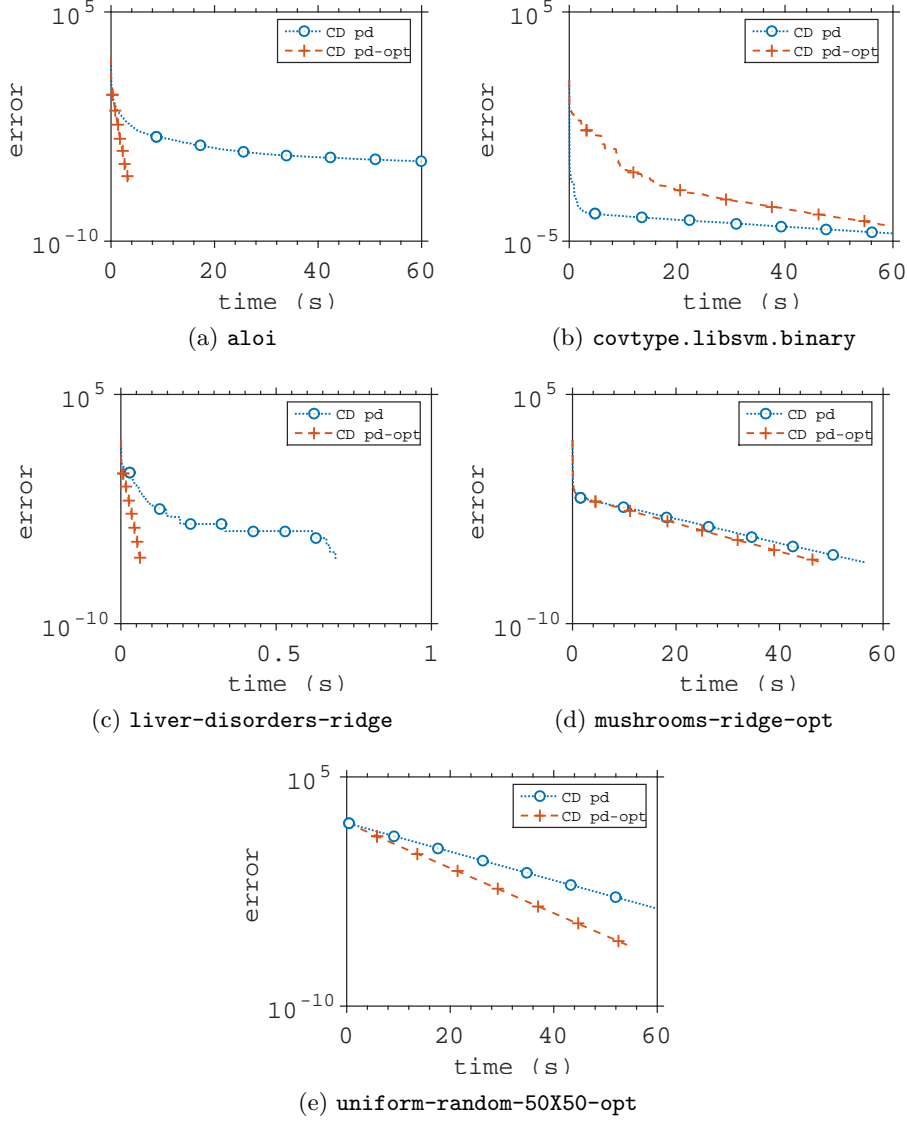 10^5
CD pd
CD pd-opt
error
10^-10
0 20 40 60
time (s)
(a) aloi
10^5
CD pd
CD pd-opt
error
10^-5
0 20 40 60
time (s)
(b) covtype.libsvm.binary
10^5
CD pd
CD pd-opt
error
10^-10
0 0.5 1
time (s)
(c) liver-disorders-ridge
10^5
CD pd
CD pd-opt
error
10^-10
0 20 40 60
time (s)
(d) mushrooms-ridge-opt
10^5
CD pd
CD pd-opt
error
10^-10
0 20 40 60
time (s)
(e) uniform-random-50X50-opt